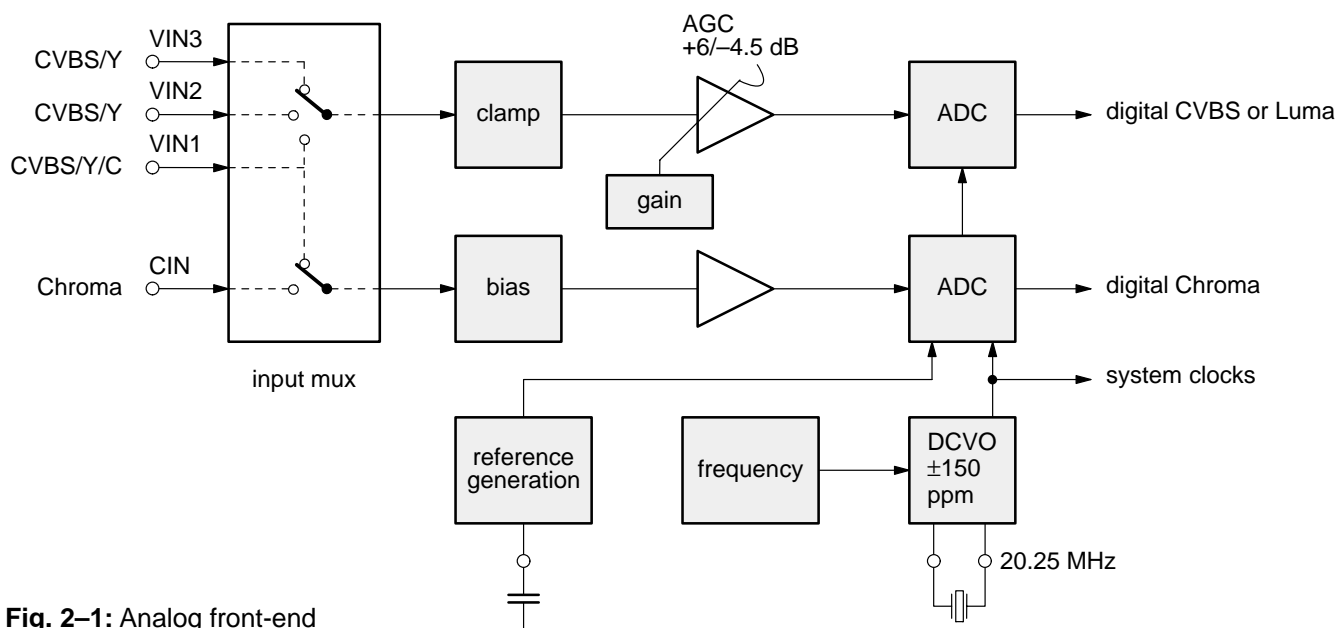 AGC
+6/–4.5 dB
VIN3
CVBS/Y
VIN2
CVBS/Y
VIN1
CVBS/Y/C
clamp
ADC
digital CVBS or Luma
gain
CIN
Chroma
bias
ADC
digital Chroma
input mux
system clocks
reference
generation
frequency
DCVO
±150
ppm
20.25 MHz
Fig. 2–1: Analog front-end